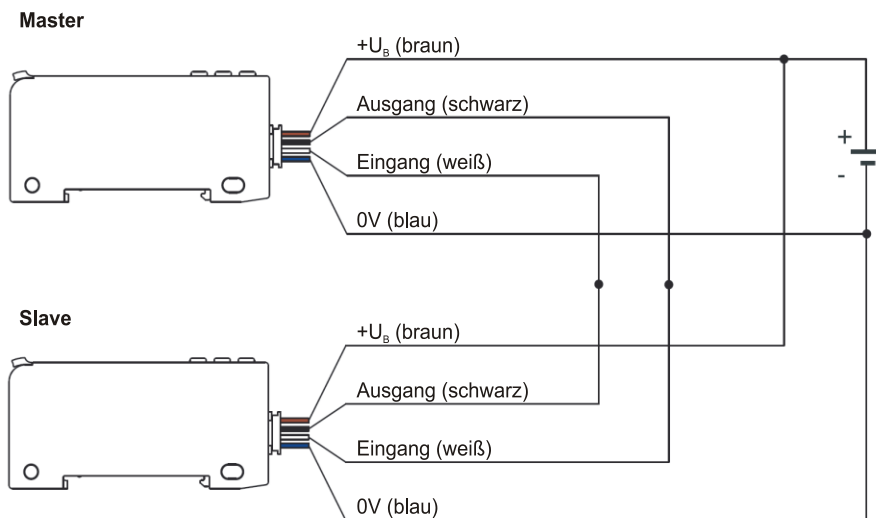 Master
+U_B (braun)
Ausgang (schwarz)
Eingang (weiß)
0V (blau)
+
-
Slave
+U_B (braun)
Ausgang (schwarz)
Eingang (weiß)
0V (blau)